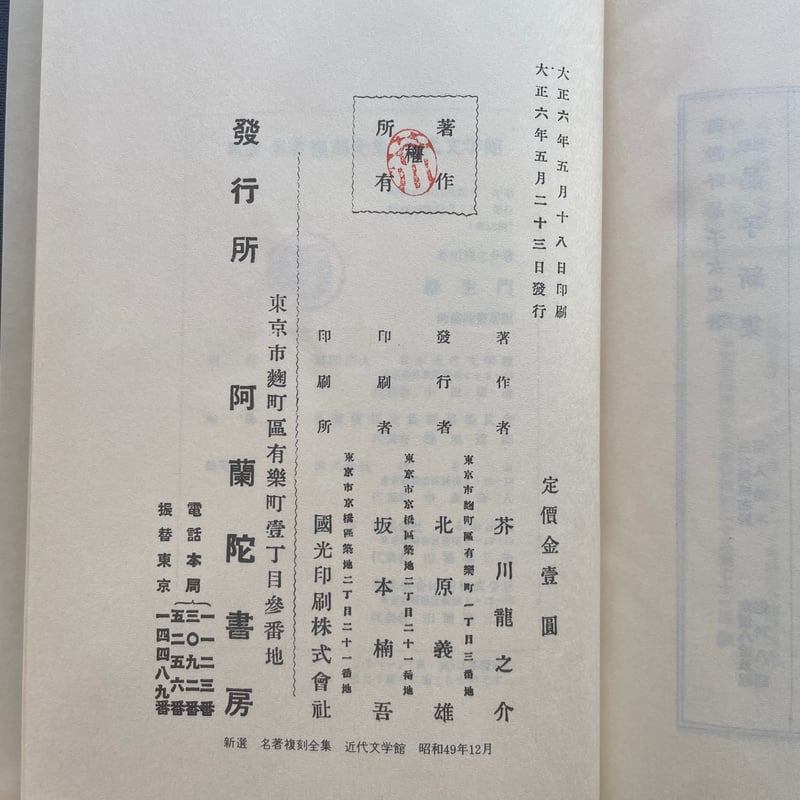 大正六年五月十八日印刷
大正六年五月二十三日發行
定價金壹圓
著作
權
所有
著作者 芥川龍之介
東京市麴町區有樂町一丁目三番地
發行者 北原義雄
東京市京橋區築地二丁目二十一番地
印刷者 坂本楠吾
東京市京橋區築地二丁目二十一番地
印刷所 國光印刷株式會社
東京市麴町區有樂町壹丁目參番地
發行所 阿蘭陀書房
電話本局
一一二三番
三〇九二番
五二五六番
振替東京 一四四八九番
新選 名著複刻全集 近代文学館 昭和49年12月